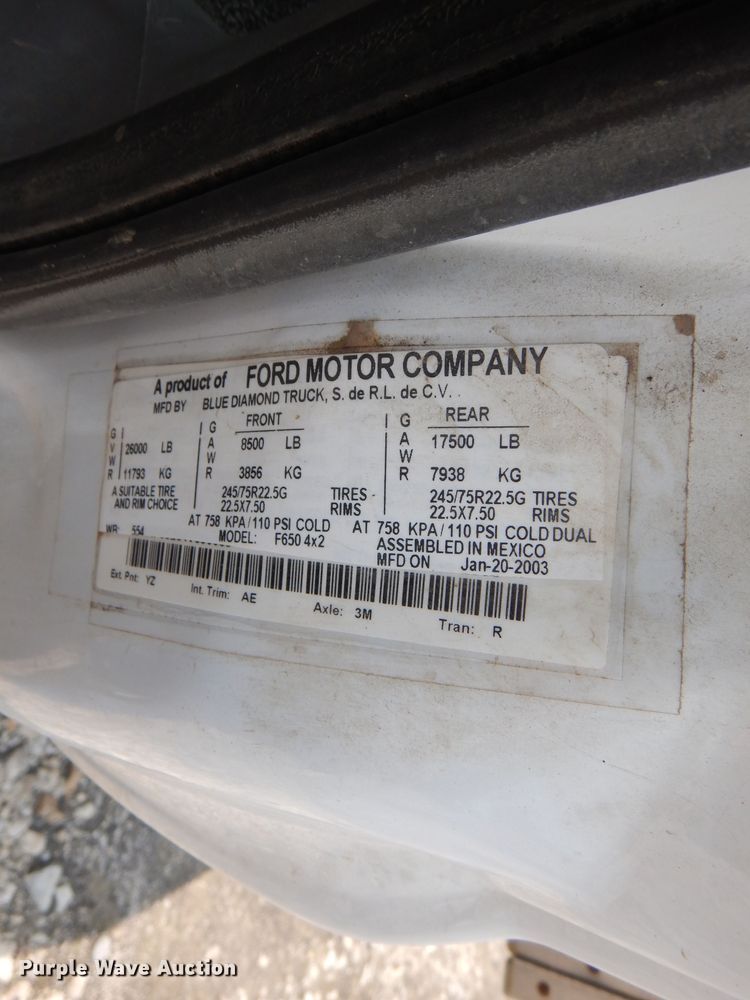 A product of FORD MOTOR COMPANY
MFD BY BLUE DIAMOND TRUCK, S. de R.L. de C.V.
GVWR 26000 LB 11793 KG
FRONT GAWR 8500 LB 3856 KG
REAR GAWR 17500 LB 7938 KG
A SUITABLE TIRE 245/75R22.5G TIRES 245/75R22.5G TIRES
AND RIM CHOICE 22.5X7.50 RIMS 22.5X7.50 RIMS
AT 758 KPA/110 PSI COLD AT 758 KPA/110 PSI COLD DUAL
WB: 554 MODEL: F650 4x2 ASSEMBLED IN MEXICO
MFD ON Jan-20-2003
Ext. Pnt: YZ Int. Trim: AE Axle: 3M Tran: R
Purple Wave Auction